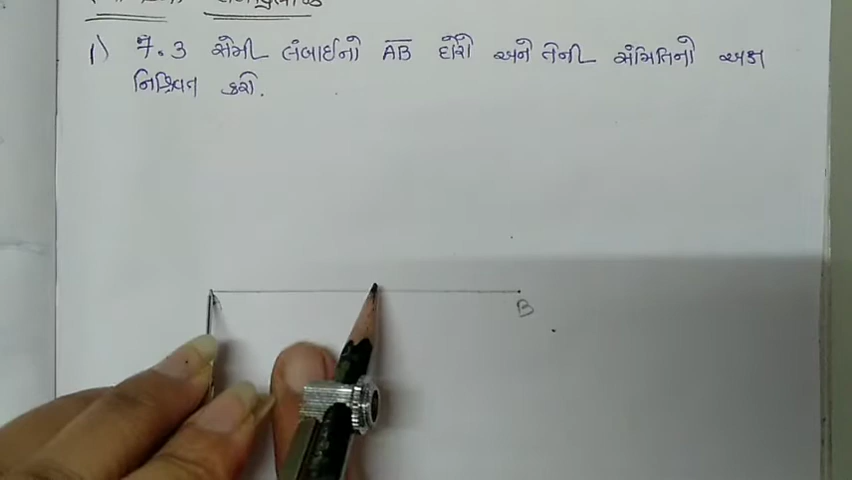 1) 7.3 સેમી લંબાઈનો AB દોરો અને તેની સંમિતિનો અક્ષ
નિશ્ચિત કરો.
B